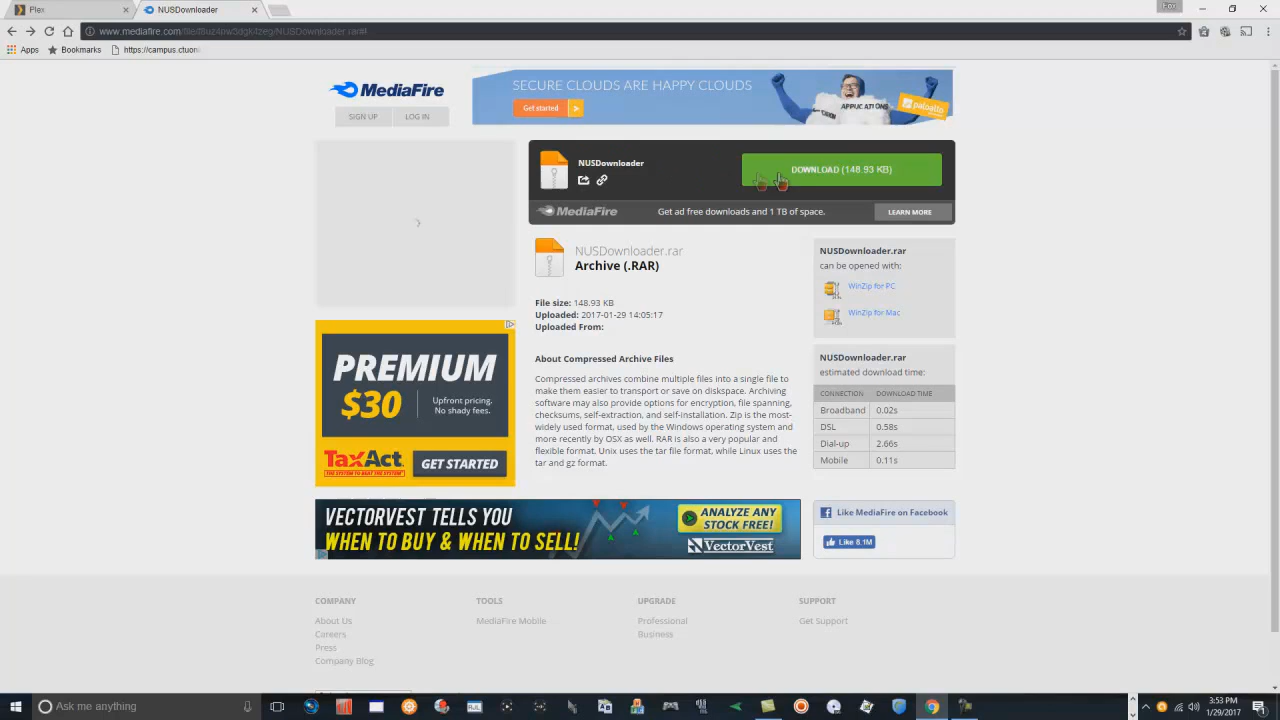 Plex
NUSDownloader
Fox
Apps
Bookmarks
https://campus.ctuonl
MediaFire
SIGN UP
LOG IN
SECURE CLOUDS ARE HAPPY CLOUDS
Get started >
APPLICATIONS
paloalto
NUSDownloader
DOWNLOAD (148.93 KB)
MediaFire
Get ad free downloads and 1 TB of space.
LEARN MORE
NUSDownloader.rar
Archive (.RAR)
File size: 148.93 KB
Uploaded: 2017-01-29 14:05:17
Uploaded From:
About Compressed Archive Files
Compressed archives combine multiple files into a single file to
make them easier to transport or save on diskspace. Archiving
software may also provide options for encryption, file spanning,
checksums, self-extraction, and self-installation. Zip is the most-
widely used format, used by the Windows operating system and
more recently by OSX as well. RAR is also a very popular and
flexible format. Unix uses the tar file format, while Linux uses the
tar and gz format.
NUSDownloader.rar
can be opened with:
WinZip for PC
WinZip for Mac
NUSDownloader.rar
estimated download time:
CONNECTION DOWNLOAD TIME
Broadband 0.02s
DSL 0.58s
Dial-up 2.66s
Mobile 0.11s
PREMIUM
$30
Upfront pricing.
No shady fees.
TaxAct
GET STARTED
VECTORVEST TELLS YOU
WHEN TO BUY & WHEN TO SELL!
ANALYZE ANY
STOCK FREE!
VectorVest
Like MediaFire on Facebook
Like 8.1M
COMPANY
About Us
Careers
Press
Company Blog
TOOLS
MediaFire Mobile
UPGRADE
Professional
Business
SUPPORT
Get Support
Ask me anything
3:53 PM
1/29/2017